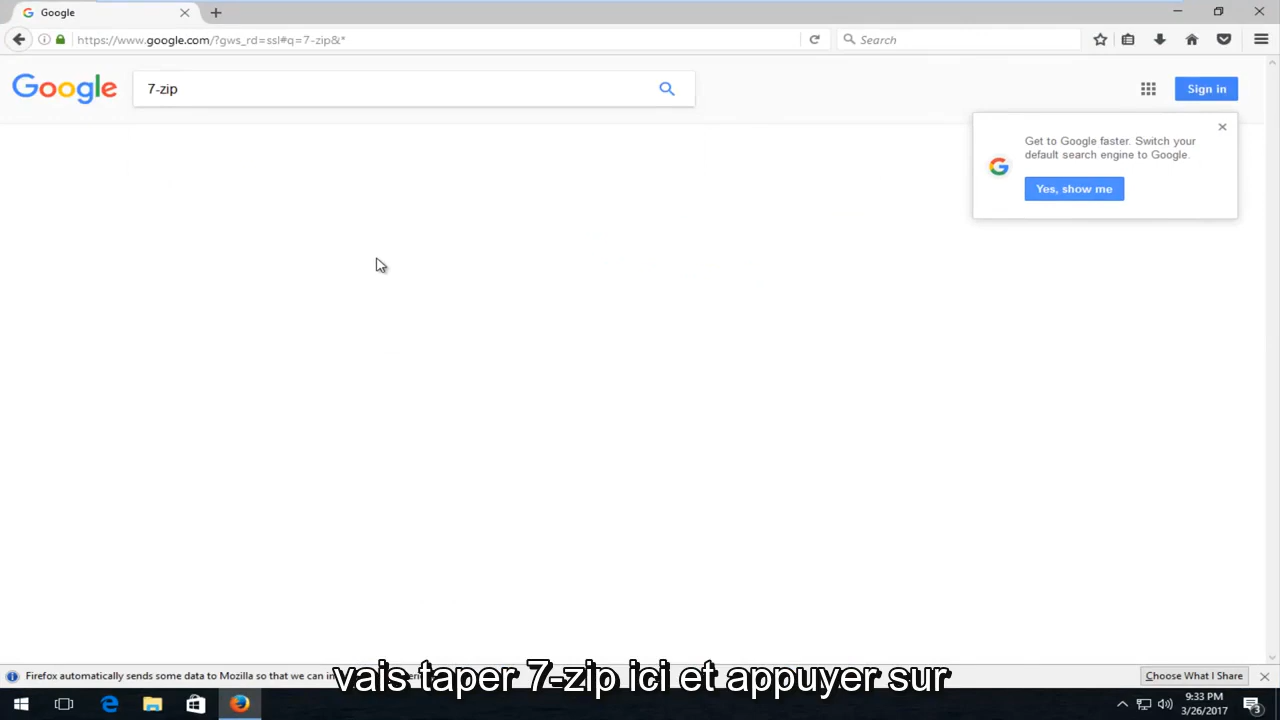 Google
https://www.google.com/?gws_rd=ssl#q=7-zip&*
Search
Google
7-zip
Sign in
Get to Google faster. Switch your
default search engine to Google.
Yes, show me
Firefox automatically sends some data to Mozilla so that we can
Choose What I Share
vais taper 7-zip ici et appuyer sur
9:33 PM
3/26/2017
3